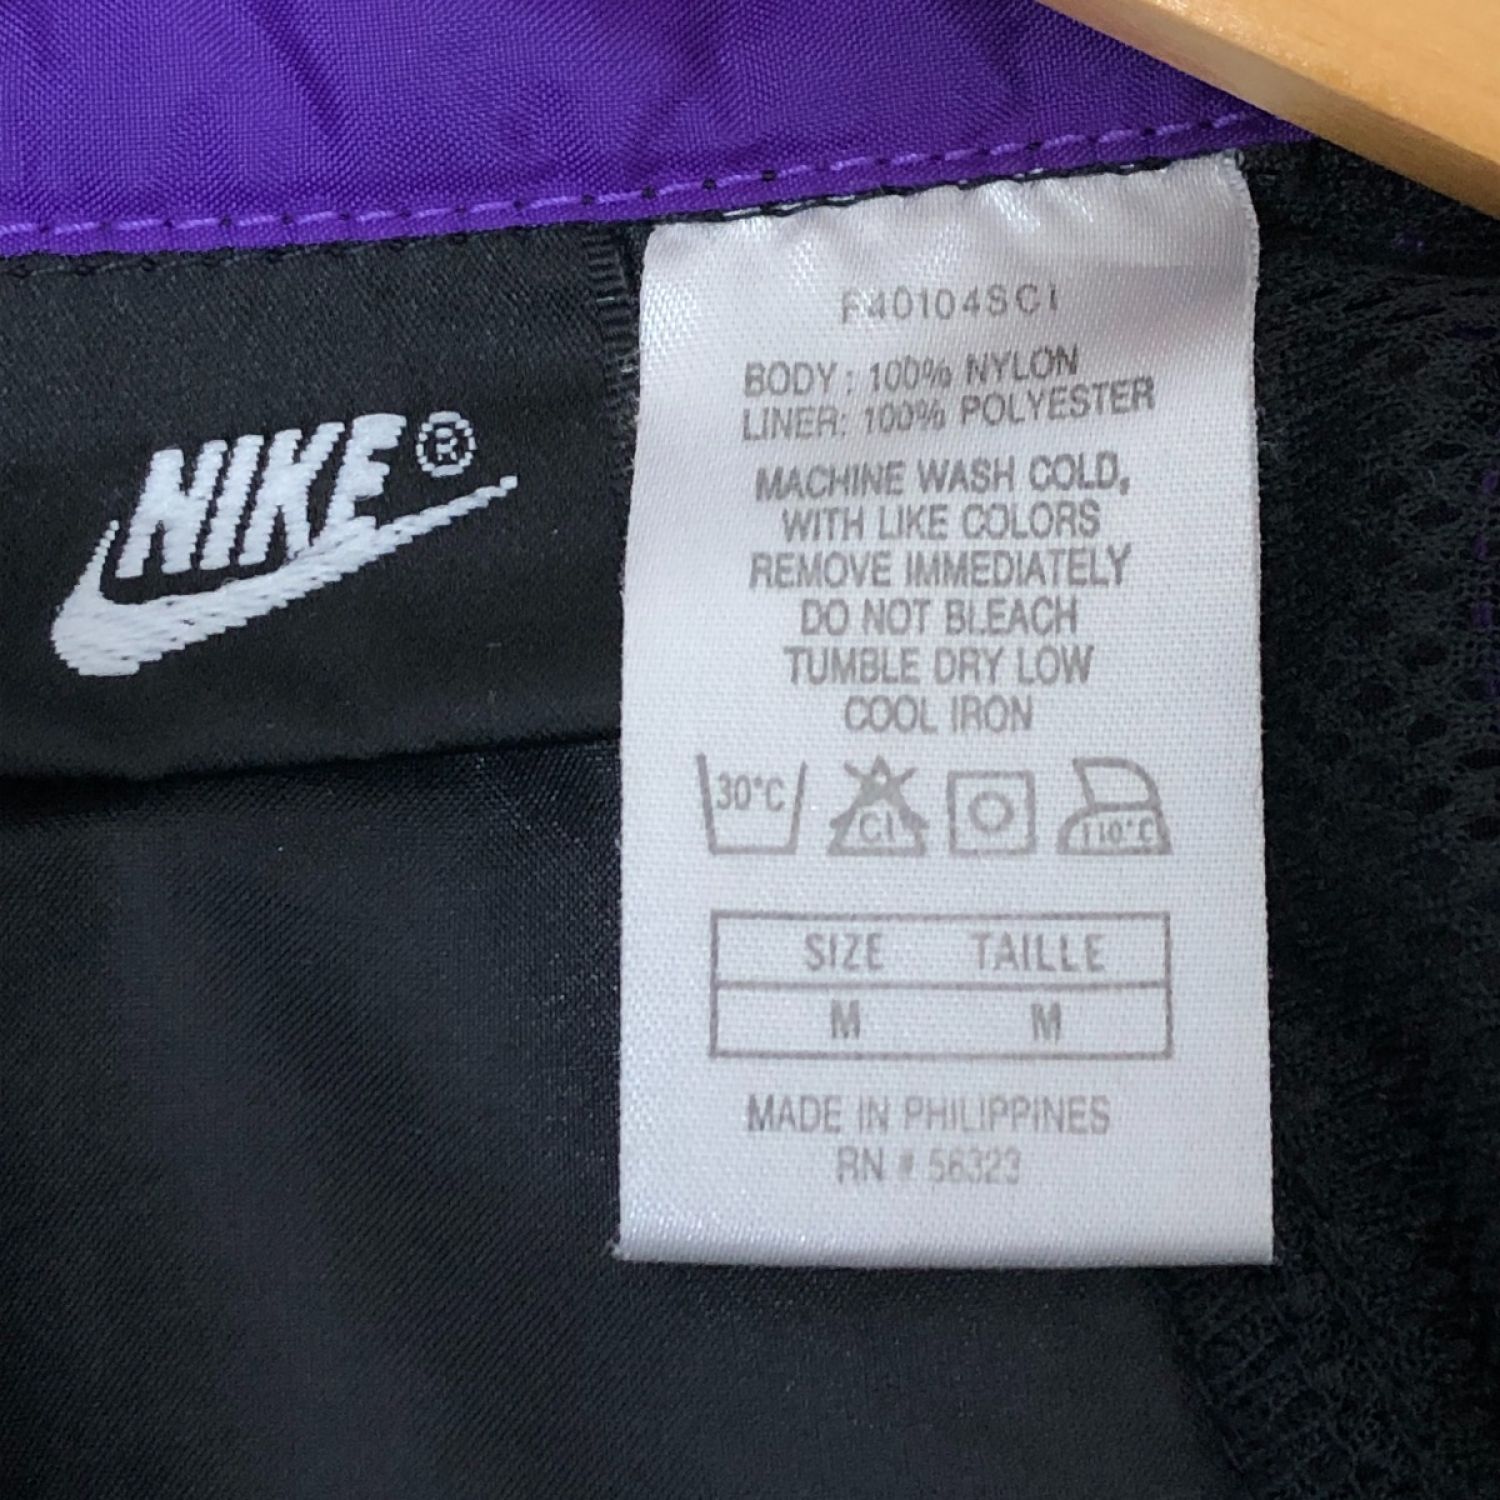 NIKE®
F40104SCI
BODY : 100% NYLON
LINER: 100% POLYESTER
MACHINE WASH COLD,
WITH LIKE COLORS
REMOVE IMMEDIATELY
DO NOT BLEACH
TUMBLE DRY LOW
COOL IRON
30°C Cl 110°C
SIZE TAILLE
M M
MADE IN PHILIPPINES
RN # 56323